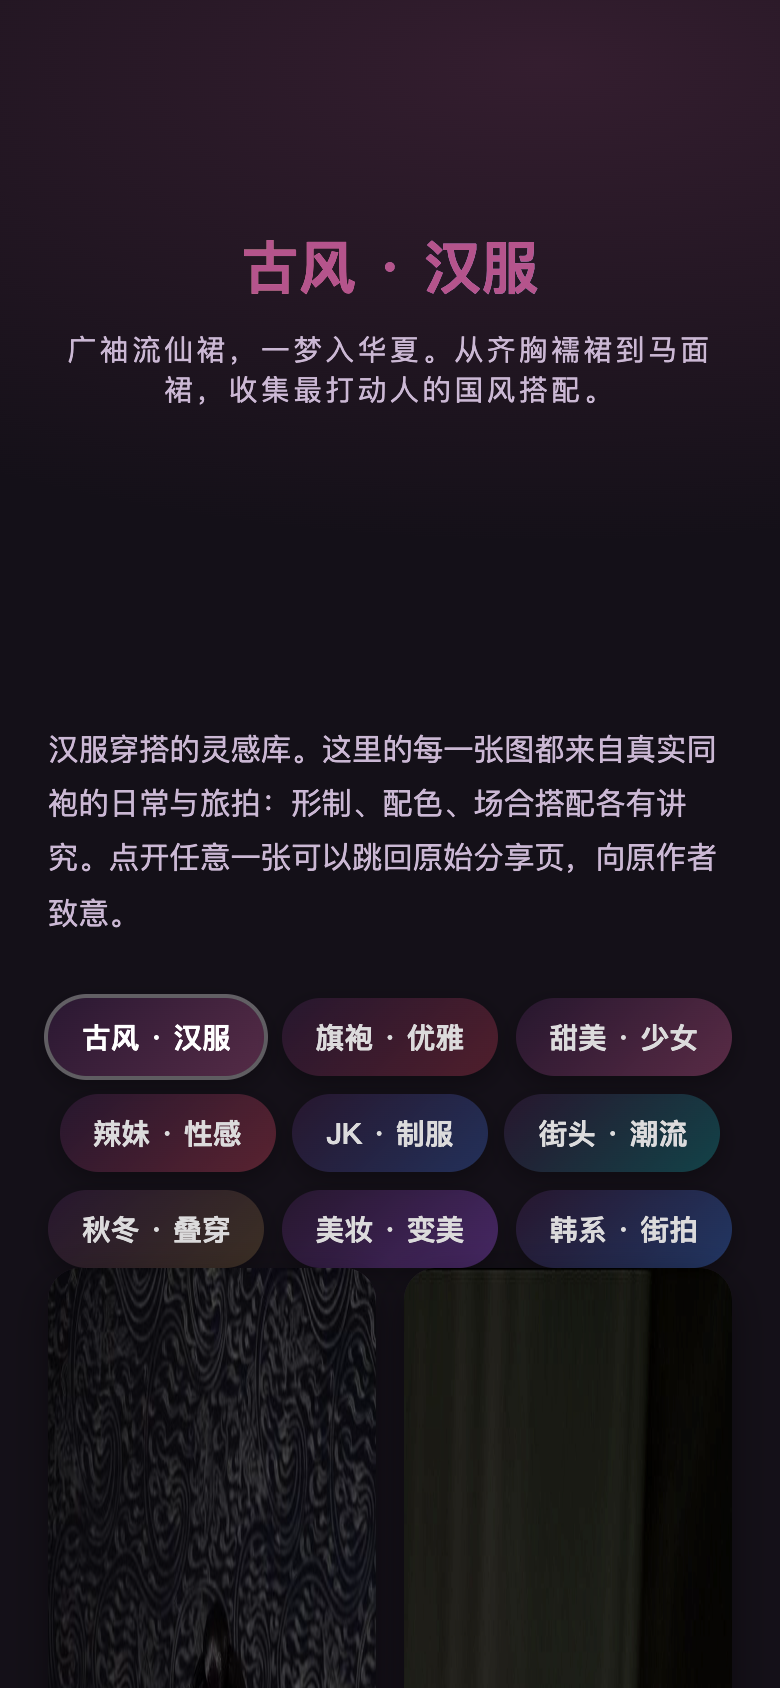 古风 · 汉服
广袖流仙裙，一梦入华夏。从齐胸襦裙到马面
裙，收集最打动人的国风搭配。
汉服穿搭的灵感库。这里的每一张图都来自真实同
袍的日常与旅拍：形制、配色、场合搭配各有讲
究。点开任意一张可以跳回原始分享页，向原作者
致意。
古风 · 汉服
旗袍 · 优雅
甜美 · 少女
辣妹 · 性感
JK · 制服
街头 · 潮流
秋冬 · 叠穿
美妆 · 变美
韩系 · 街拍